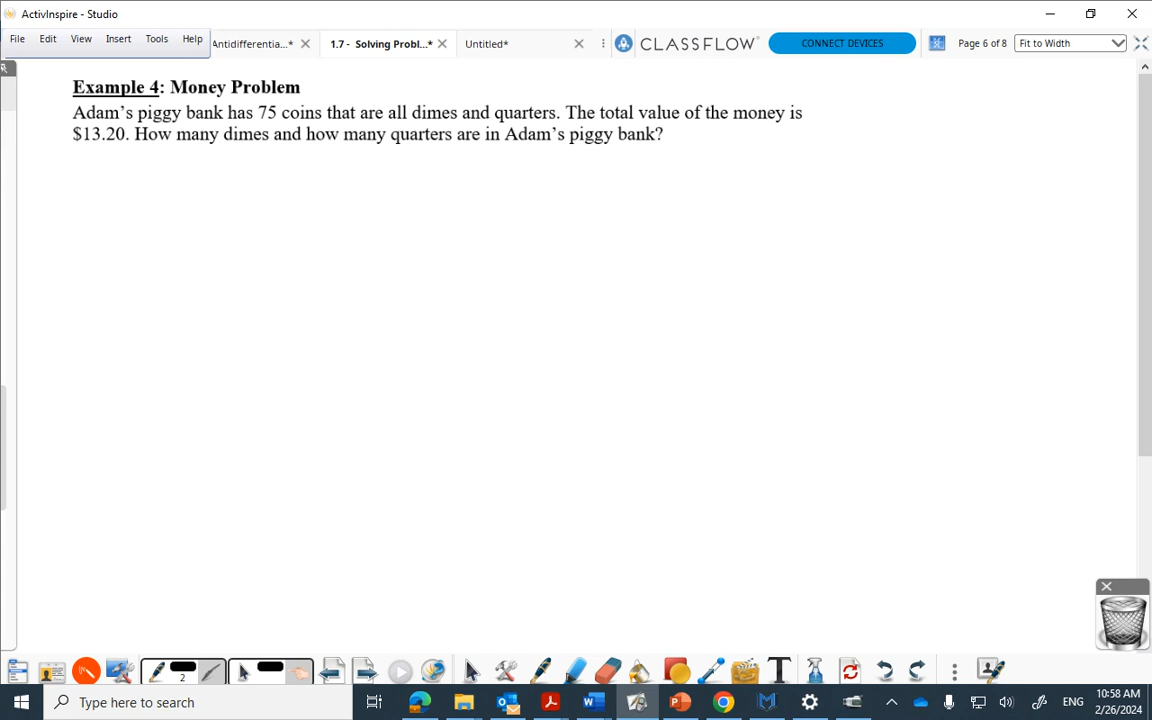 ActivInspire - Studio
File Edit View Insert Tools Help
Antidifferentia...*
1.7 - Solving Probl...*
Untitled*
CLASSFLOW
CONNECT DEVICES
Page 6 of 8
Fit to Width
Example 4: Money Problem
Adam's piggy bank has 75 coins that are all dimes and quarters. The total value of the money is
$13.20. How many dimes and how many quarters are in Adam's piggy bank?
2
T
Type here to search
ENG
10:58 AM
2/26/2024